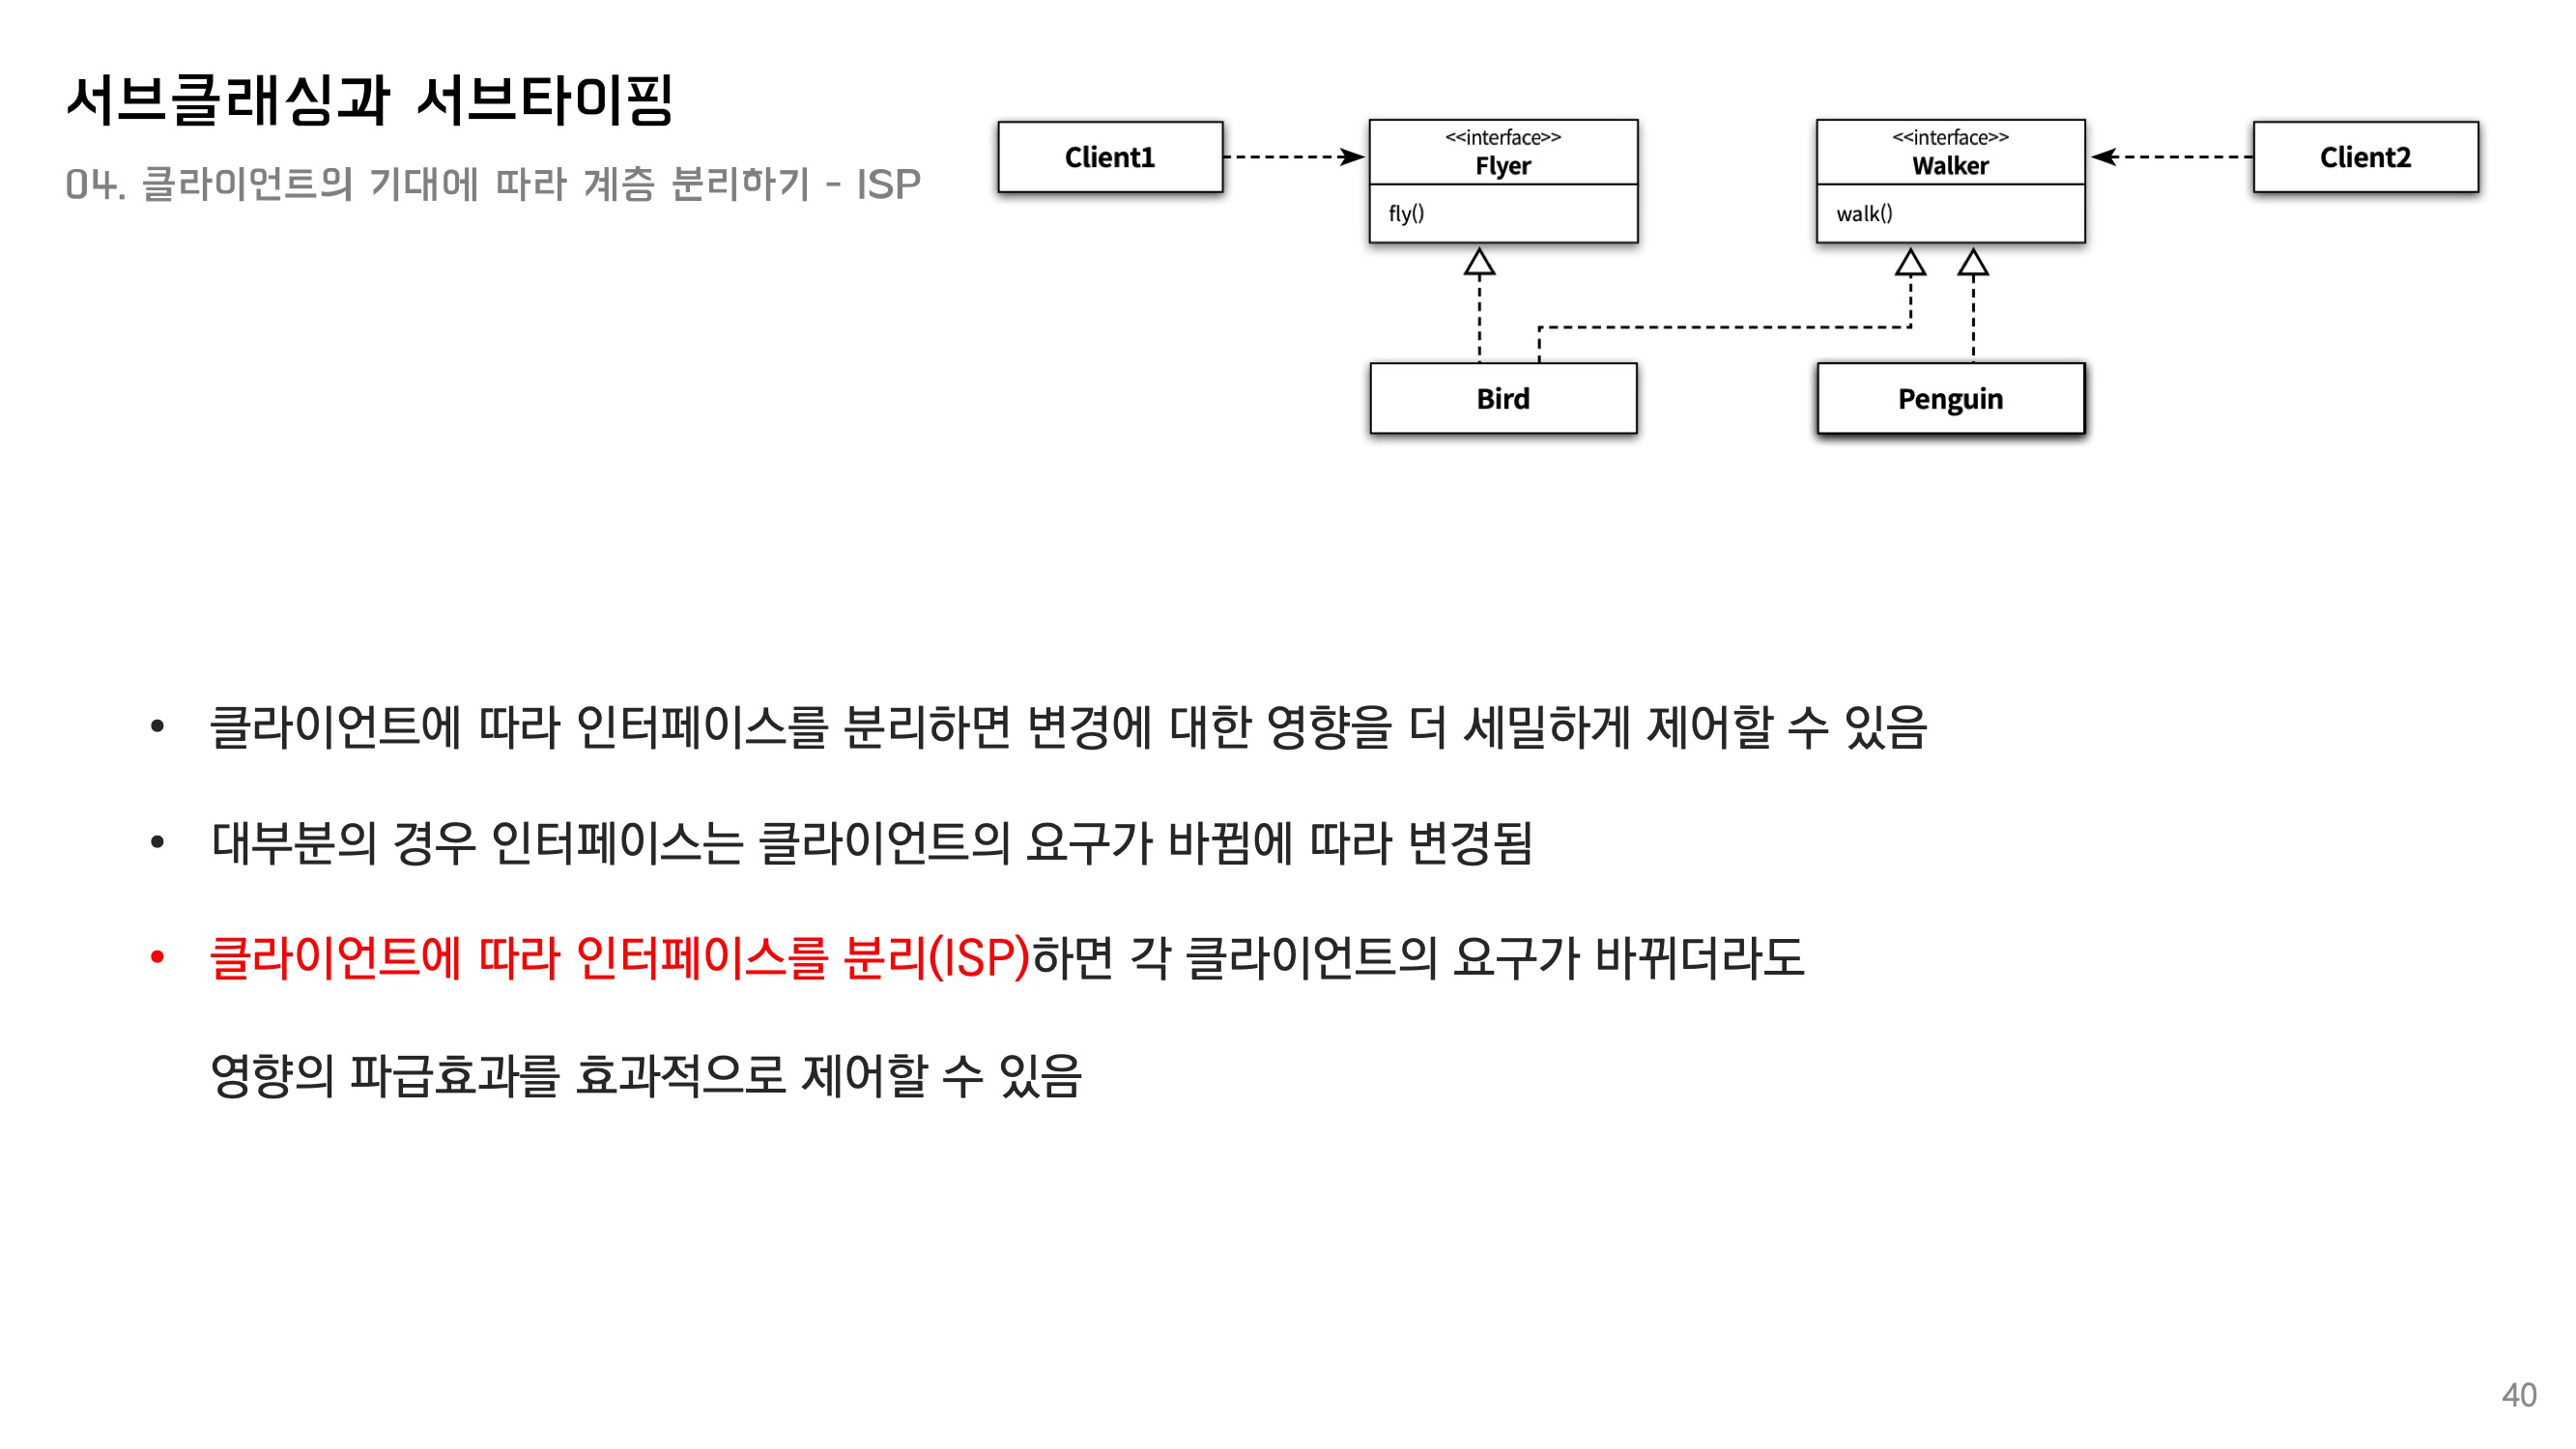 서브클래싱과 서브타이핑
04. 클라이언트의 기대에 따라 계층 분리하기 - ISP
Client1
<<interface>>
Flyer
fly()
<<interface>>
Walker
walk()
Client2
Bird
Penguin
• 클라이언트에 따라 인터페이스를 분리하면 변경에 대한 영향을 더 세밀하게 제어할 수 있음
• 대부분의 경우 인터페이스는 클라이언트의 요구가 바뀜에 따라 변경됨
• 클라이언트에 따라 인터페이스를 분리(ISP)하면 각 클라이언트의 요구가 바뀌더라도
영향의 파급효과를 효과적으로 제어할 수 있음
40